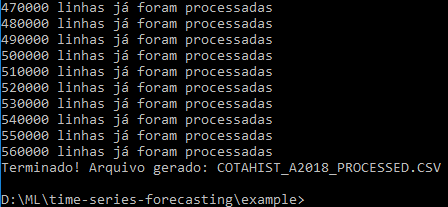 470000 linhas já foram processadas
480000 linhas já foram processadas
490000 linhas já foram processadas
500000 linhas já foram processadas
510000 linhas já foram processadas
520000 linhas já foram processadas
530000 linhas já foram processadas
540000 linhas já foram processadas
550000 linhas já foram processadas
560000 linhas já foram processadas
Terminado! Arquivo gerado: COTAHIST_A2018_PROCESSED.CSV
D:\ML\time-series-forecasting\example>